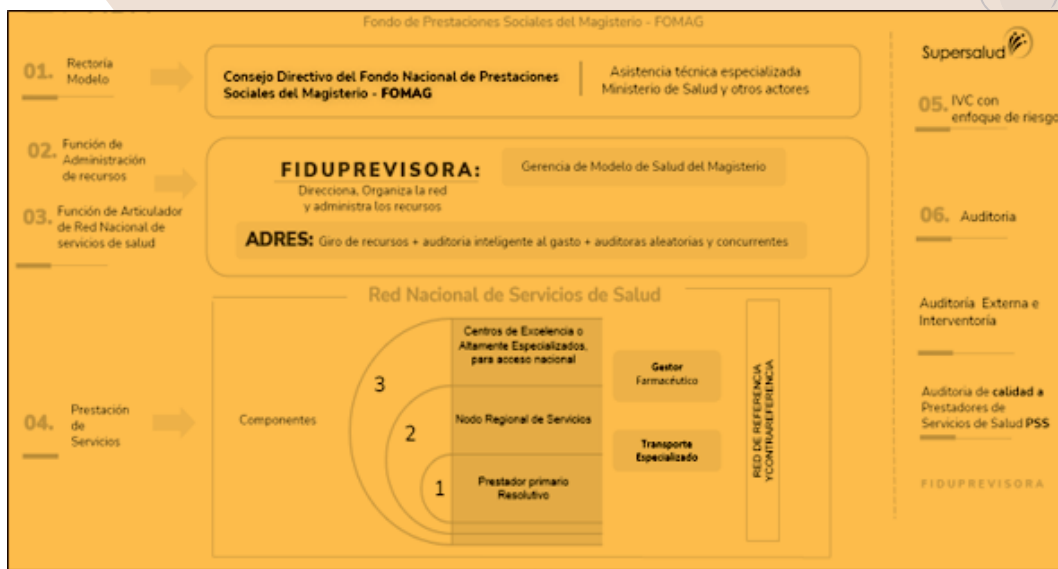 Fondo de Prestaciones Sociales del Magisterio - FOMAG
01. Rectoría
Modelo
Consejo Directivo del Fondo Nacional de Prestaciones
Sociales del Magisterio - FOMAG
Asistencia técnica especializada
Ministerio de Salud y otros actores
02. Función de
Administración
de recursos
03. Función de Articulador
de Red Nacional de
servicios de salud
FIDUPREVISORA:
Direcciona, Organiza la red
y administra los recursos
Gerencia de Modelo de Salud del Magisterio
ADRES: Giro de recursos + auditoria inteligente al gasto + auditoras aleatorias y concurrentes
04. Prestación
de
Servicios
Red Nacional de Servicios de Salud
Componentes
3
Centros de Excelencia o
Altamente Especializados,
para acceso nacional
2
Nodo Regional de Servicios
1
Prestador primario
Resolutivo
Gestor
Farmacéutico
Transporte
Especializado
RED DE REFERENCIA
YCONTRAREFERENCIA
Supersalud
05. IVC con
enfoque de riesgo
06. Auditoria
Auditoría Externa e
Interventoría
Auditoria de calidad a
Prestadores de
Servicios de Salud PSS
FIDUPREVISORA